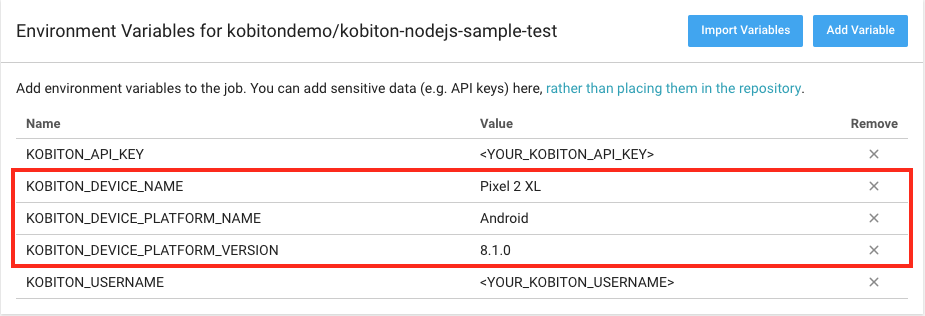 Environment Variables for kobitondemo/kobiton-nodejs-sample-test
Import Variables
Add Variable
Add environment variables to the job. You can add sensitive data (e.g. API keys) here, rather than placing them in the repository.
Name Value Remove
KOBITON_API_KEY <YOUR_KOBITON_API_KEY> ×
KOBITON_DEVICE_NAME Pixel 2 XL ×
KOBITON_DEVICE_PLATFORM_NAME Android ×
KOBITON_DEVICE_PLATFORM_VERSION 8.1.0 ×
KOBITON_USERNAME <YOUR_KOBITON_USERNAME> ×